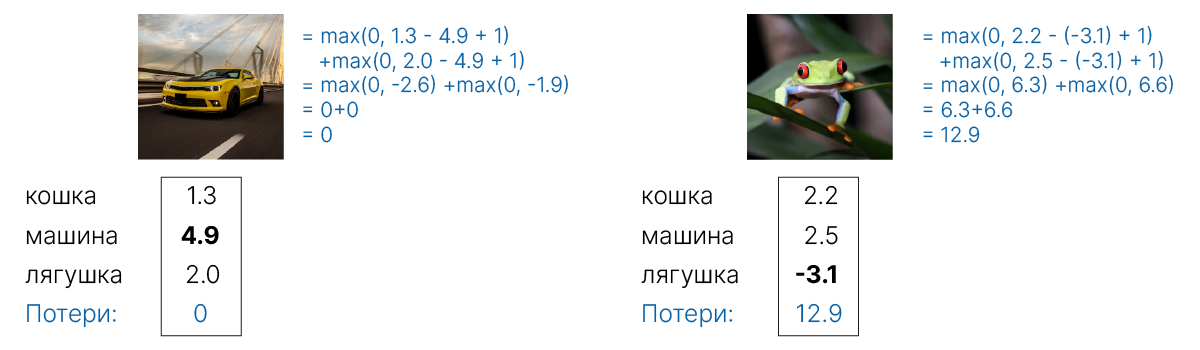 = max(0, 1.3 - 4.9 + 1)
+max(0, 2.0 - 4.9 + 1)
= max(0, -2.6) +max(0, -1.9)
= 0+0
= 0
кошка 1.3
машина 4.9
лягушка 2.0
Потери: 0
= max(0, 2.2 - (-3.1) + 1)
+max(0, 2.5 - (-3.1) + 1)
= max(0, 6.3) +max(0, 6.6)
= 6.3+6.6
= 12.9
кошка 2.2
машина 2.5
лягушка -3.1
Потери: 12.9